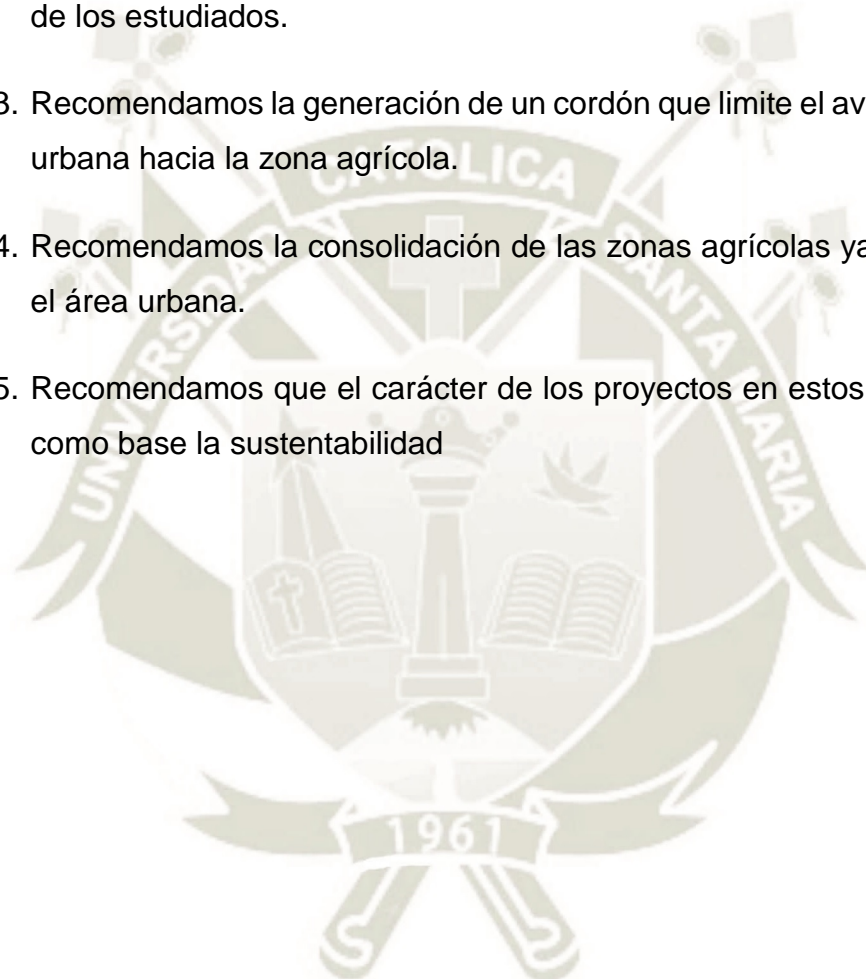 de los estudiados.
3. Recomendamos la generación de un cordón que limite el av
urbana hacia la zona agrícola.
4. Recomendamos la consolidación de las zonas agrícolas ya
el área urbana.
5. Recomendamos que el carácter de los proyectos en estos
como base la sustentabilidad
UNIVERSIDAD CATOLICA SANTA MARIA
1961